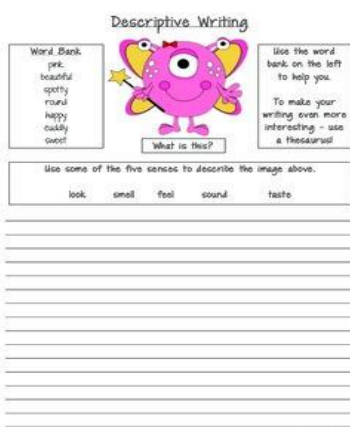 Descriptive Writing
Word Bank
pink
beautiful
spotty
round
happy
cuddly
sweet
What is this?
Use the word
bank on the left
to help you.
To make your
writing even more
interesting - use
a thesaurus!
Use some of the five senses to describe the image above.
look smell feel sound taste